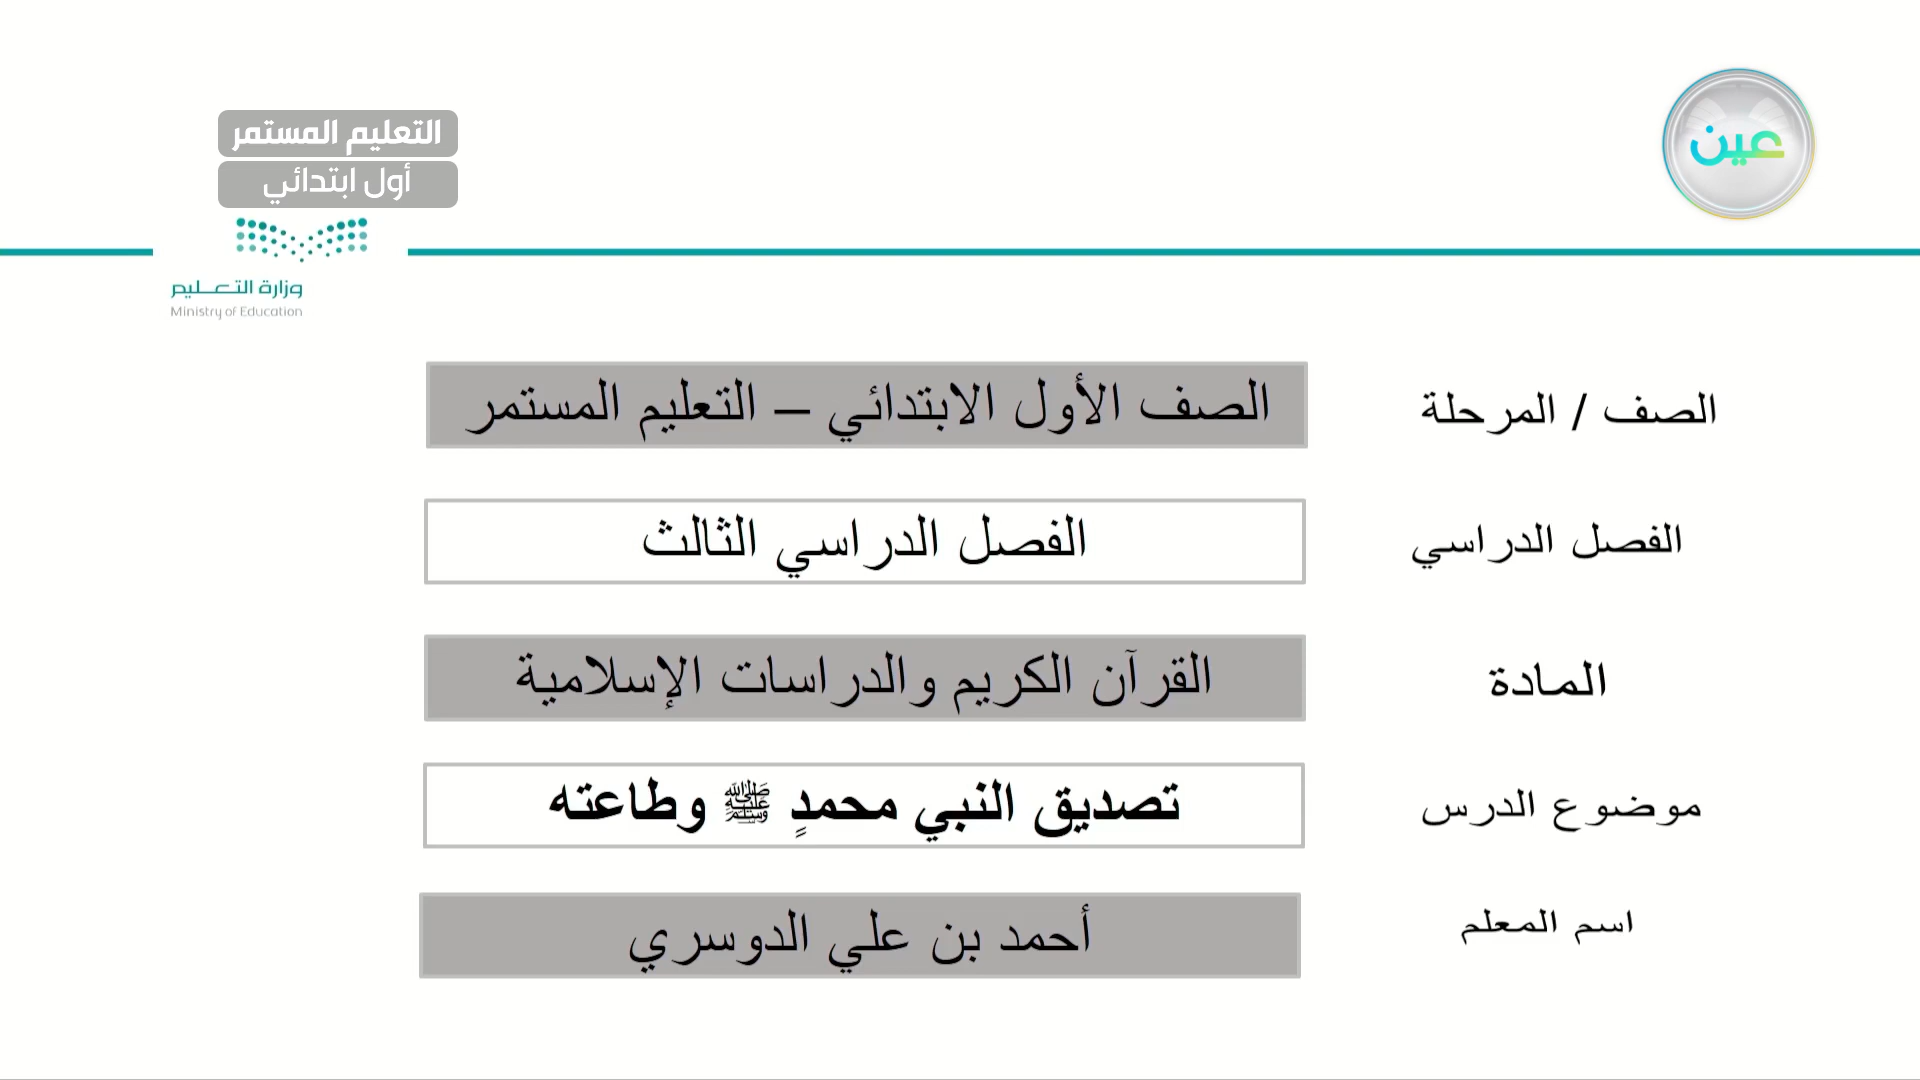 التعليم المستمر
أول ابتدائي
عين
وزارة التعليم
Ministry of Education
الصف / المرحلة
الصف الأول الابتدائي – التعليم المستمر
الفصل الدراسي
الفصل الدراسي الثالث
المادة
القرآن الكريم والدراسات الإسلامية
موضوع الدرس
تصديق النبي محمدٍ ﷺ وطاعته
اسم المعلم
أحمد بن علي الدوسري